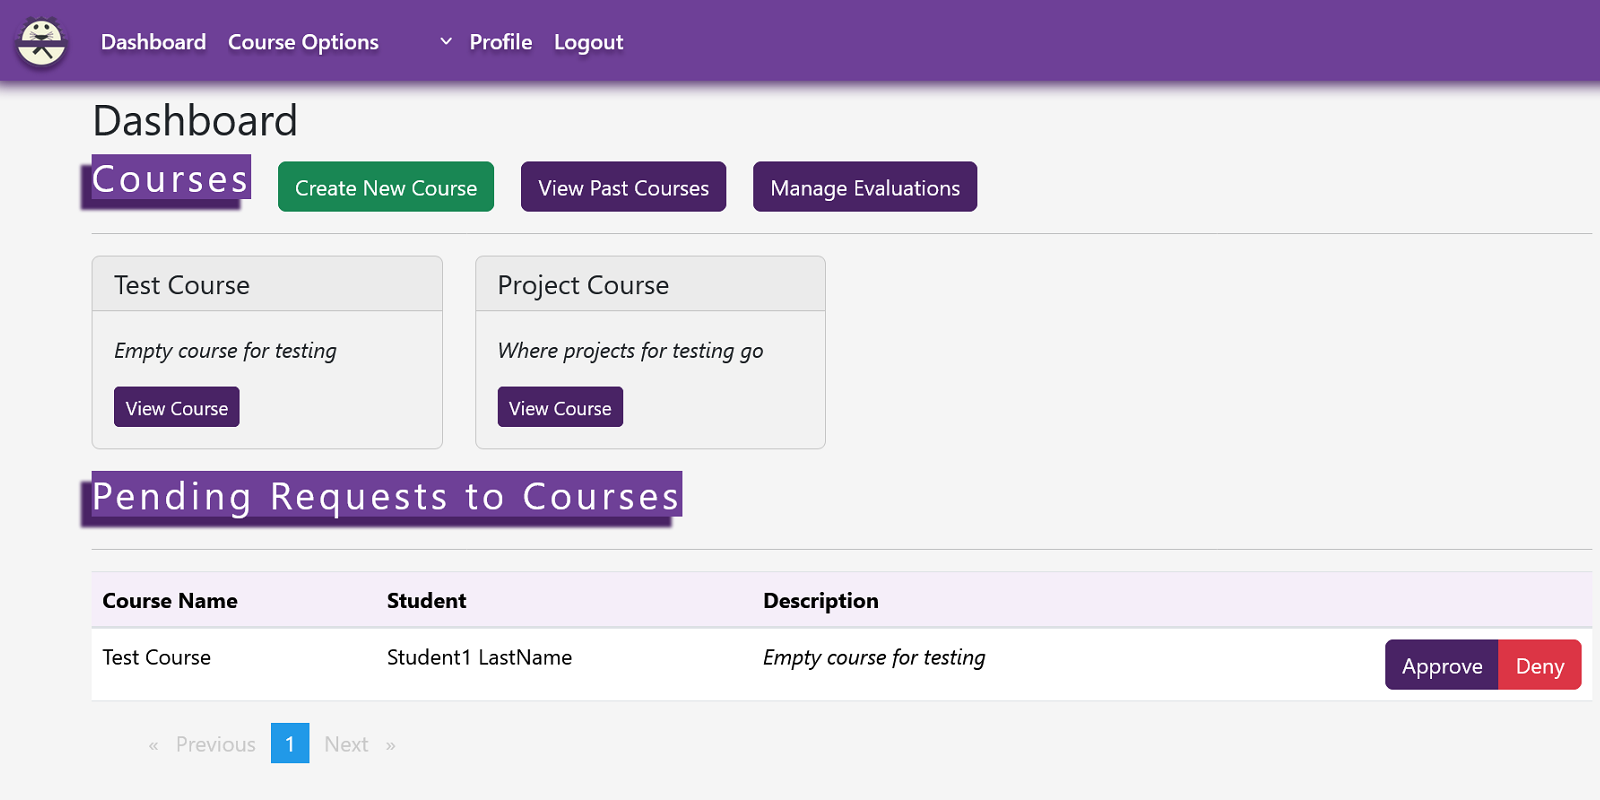 Dashboard Course Options Profile Logout
Dashboard
Courses Create New Course View Past Courses Manage Evaluations
Test Course Project Course
Empty course for testing Where projects for testing go
View Course View Course
Pending Requests to Courses
Course Name Student Description
Test Course Student1 LastName Empty course for testing Approve Deny
« Previous 1 Next »